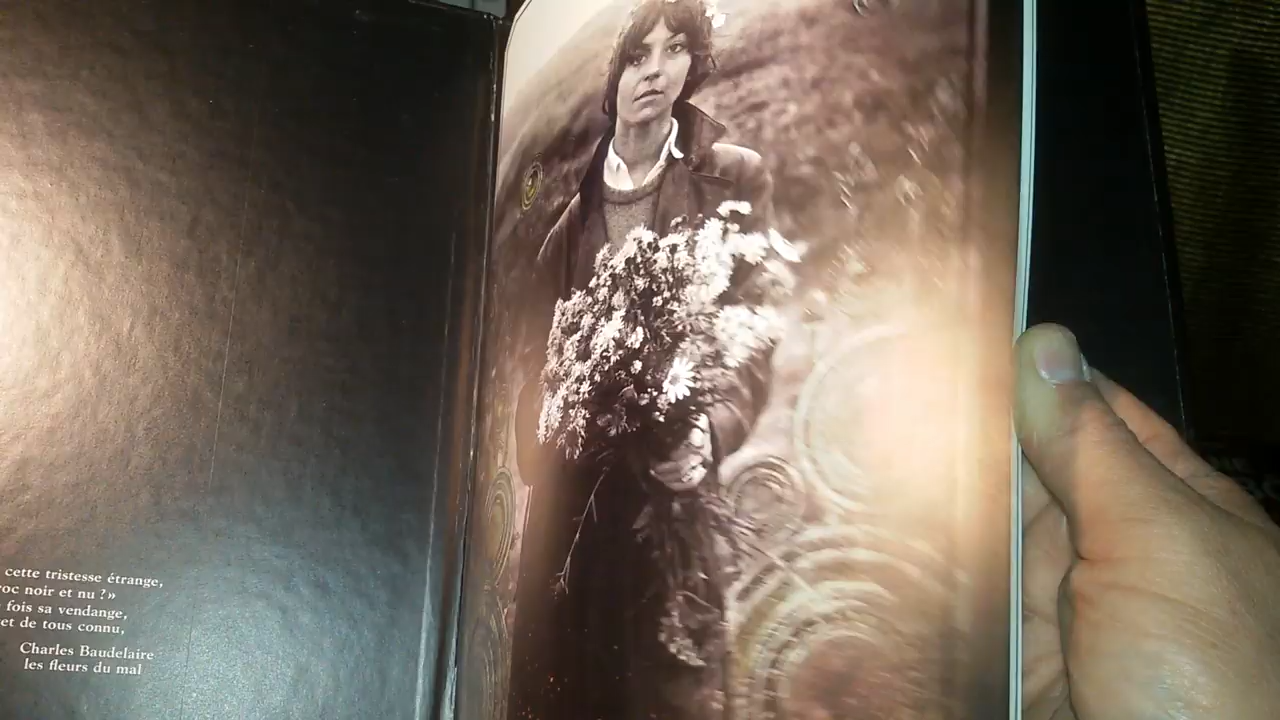 cette tristesse étrange,
roc noir et nu ?»
fois sa vendange,
et de tous connu,
Charles Baudelaire
les fleurs du mal